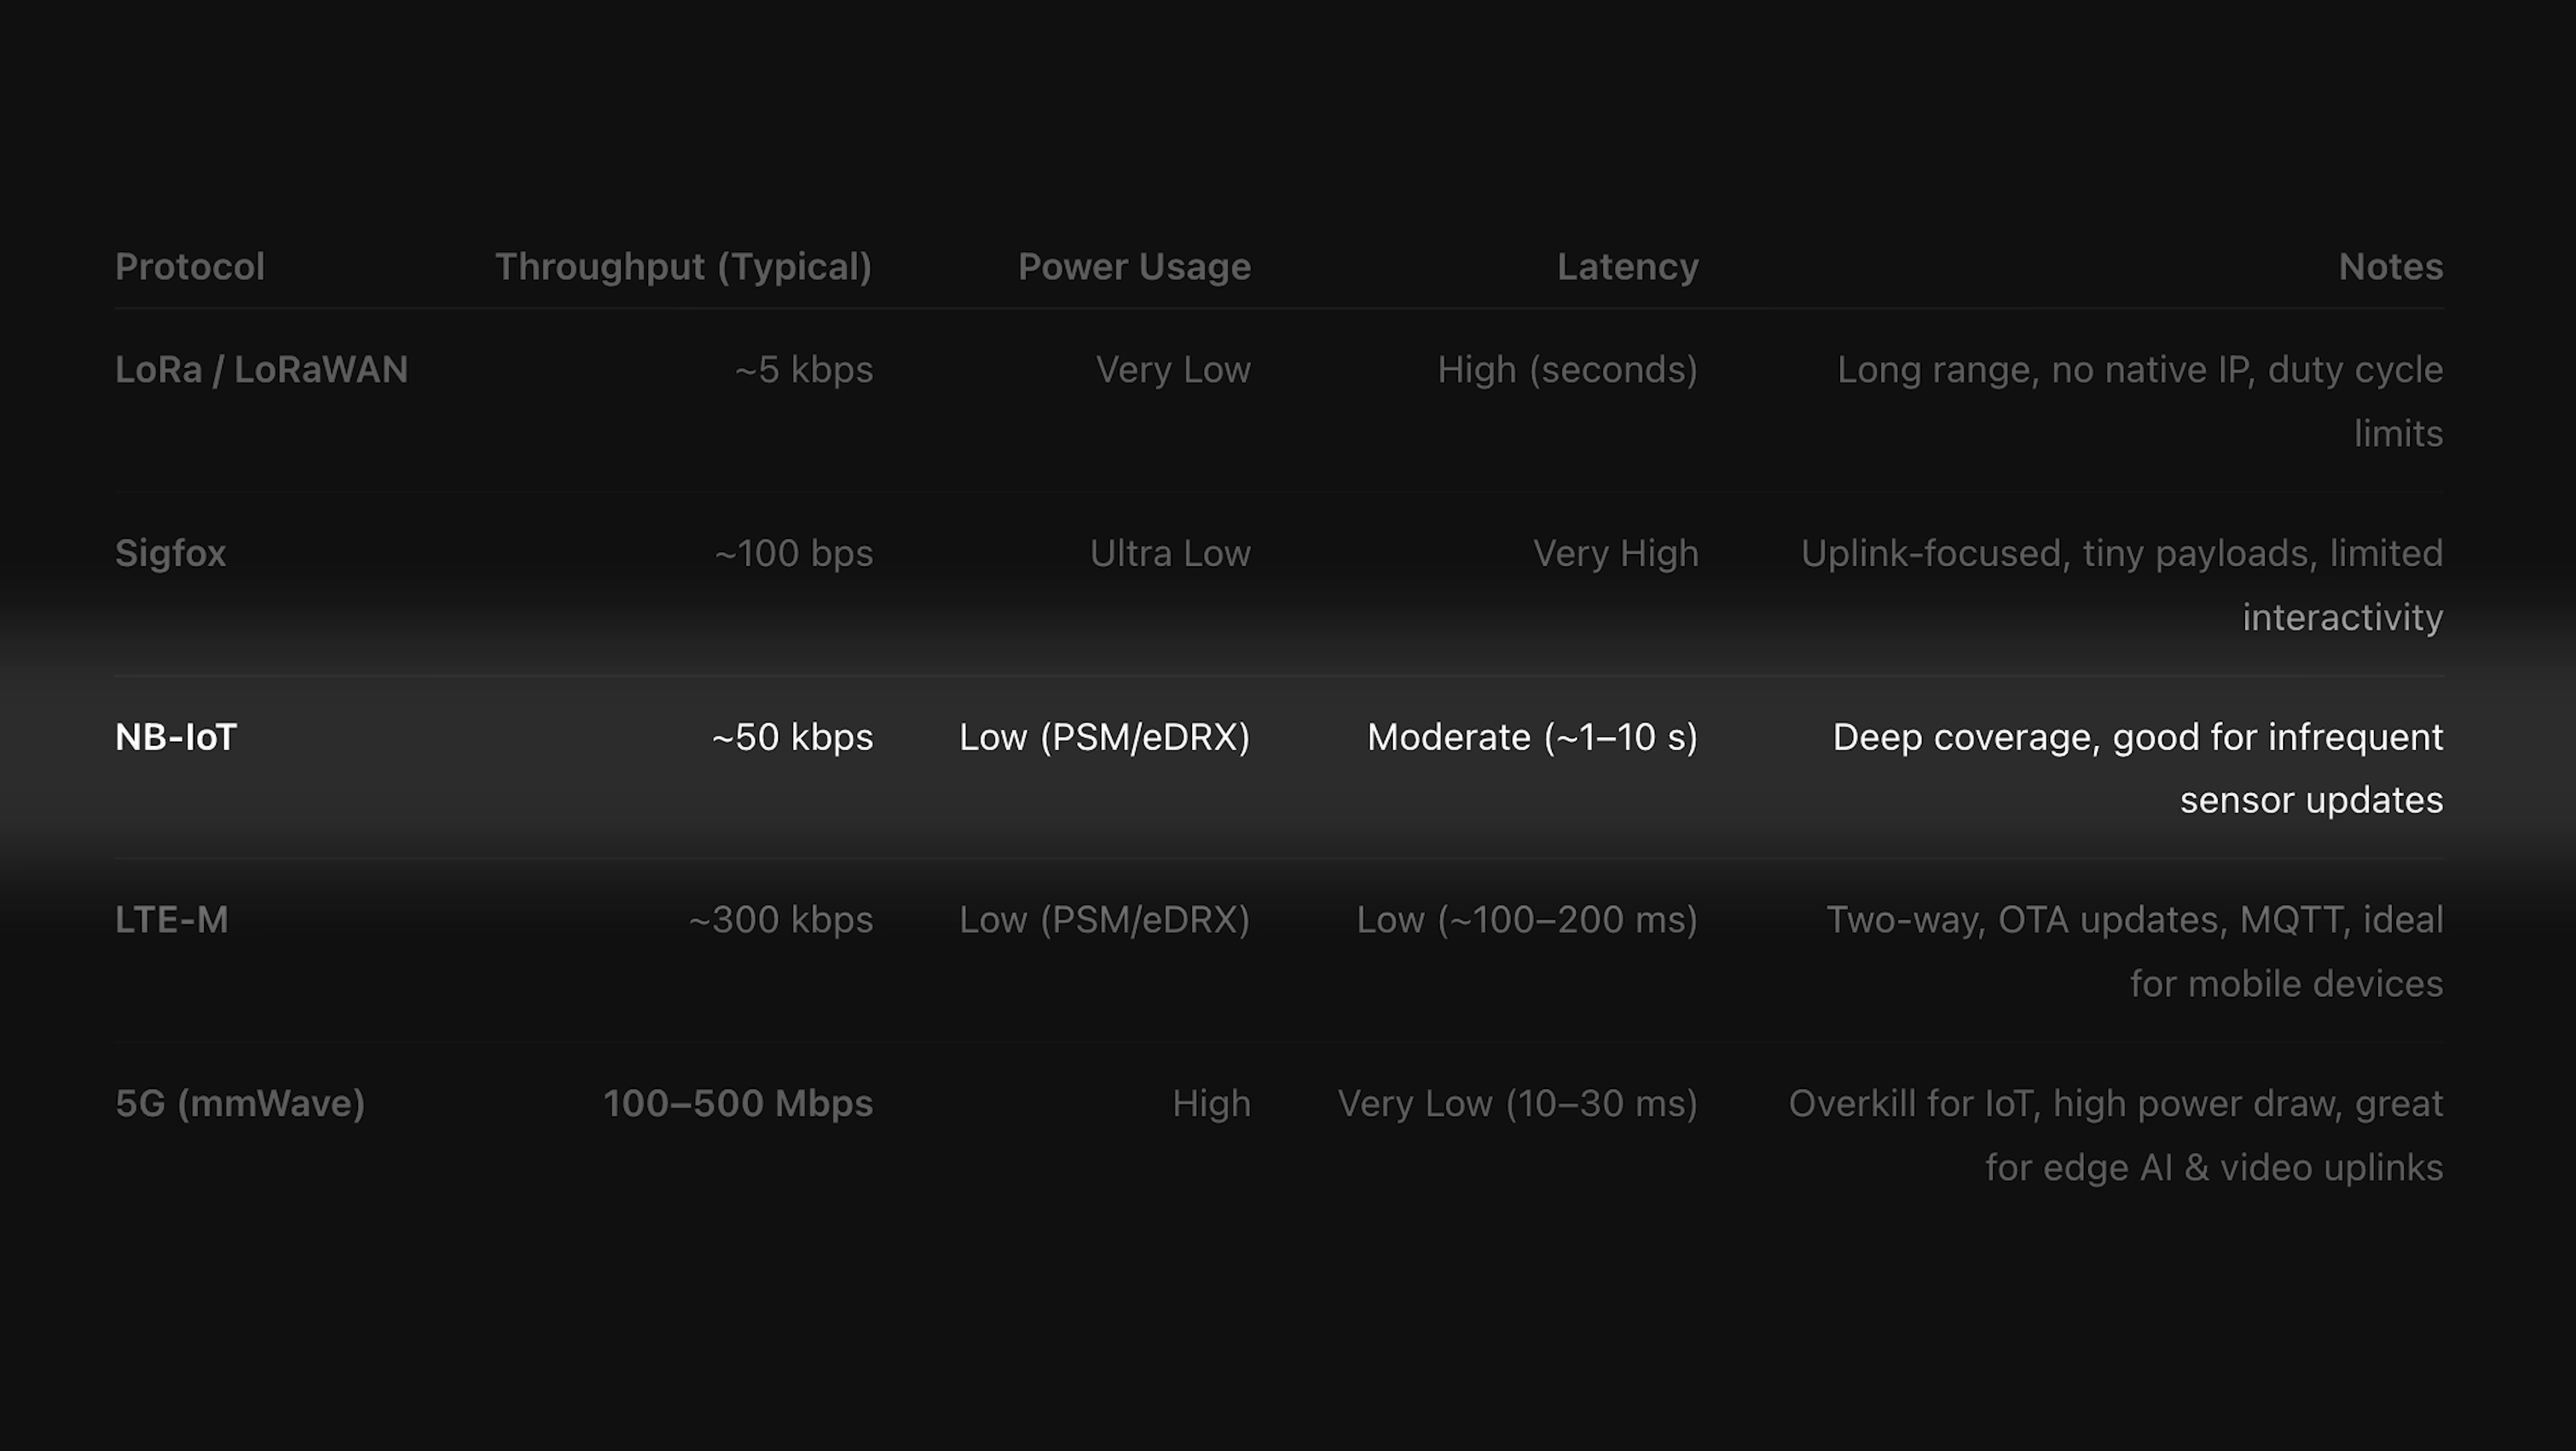 Protocol Throughput (Typical) Power Usage Latency Notes
LoRa / LoRaWAN ~5 kbps Very Low High (seconds) Long range, no native IP, duty cycle
limits
Sigfox ~100 bps Ultra Low Very High Uplink-focused, tiny payloads, limited
interactivity
NB-IoT ~50 kbps Low (PSM/eDRX) Moderate (~1–10 s) Deep coverage, good for infrequent
sensor updates
LTE-M ~300 kbps Low (PSM/eDRX) Low (~100–200 ms) Two-way, OTA updates, MQTT, ideal
for mobile devices
5G (mmWave) 100–500 Mbps High Very Low (10–30 ms) Overkill for IoT, high power draw, great
for edge AI & video uplinks